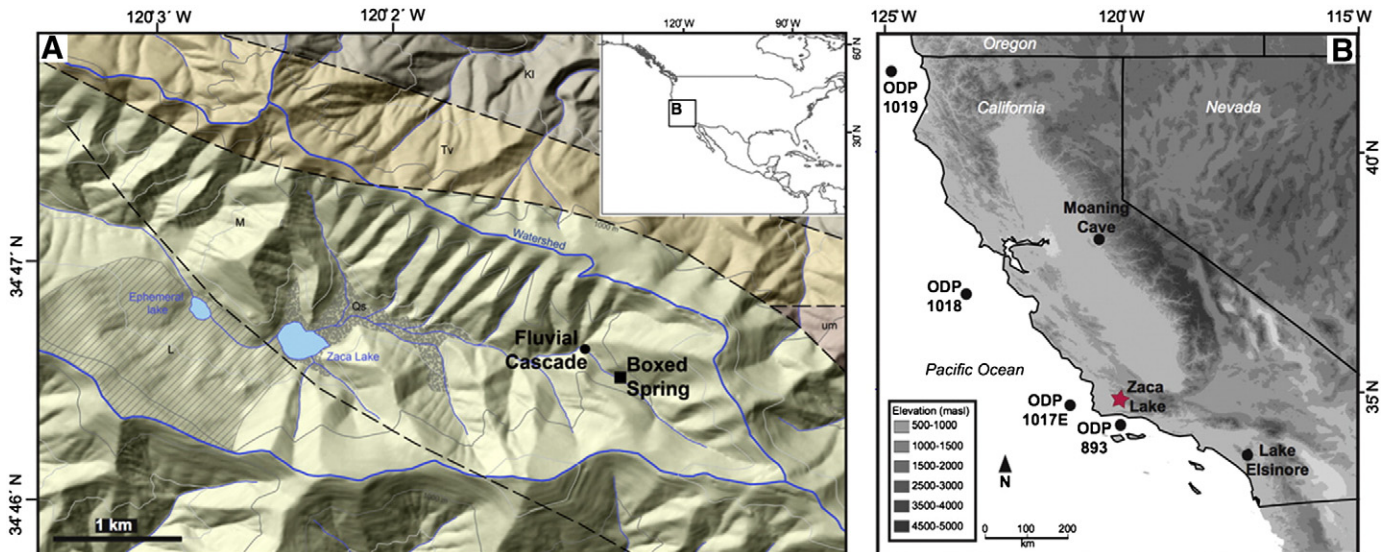 120°3′ W
120°2′ W
A
34°47′ N
34°46′ N
Kl
Tv
M
Watershed
1000 m
Ephemeral
lake
Qs
L
Zaca Lake
Fluvial
Cascade
Boxed
Spring
um
1 km
120°W
90°W
60°N
30°N
B
125°W
120°W
115°W
B
Oregon
ODP
1019
California
Nevada
40°N
Moaning
Cave
ODP
1018
Pacific Ocean
Zaca
Lake
35°N
ODP
1017E
ODP
893
Lake
Elsinore
Elevation (masl)
500-1000
1000-1500
1500-2000
2500-3000
3500-4000
4500-5000
N
0 100 200
km